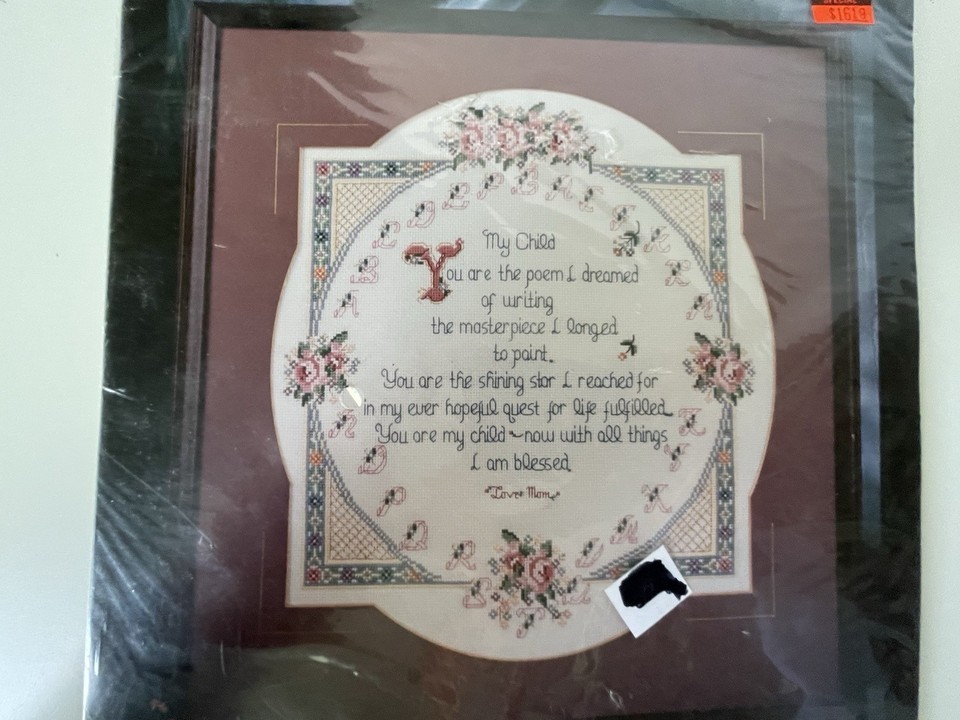 SPECIAL
$1619
My Child
You are the poem I dreamed
of writing
the masterpiece I longed
to paint.
You are the shining star I reached for
in my ever hopeful quest for life fulfilled
You are my child ~ now with all things
I am blessed
"Love Mom"